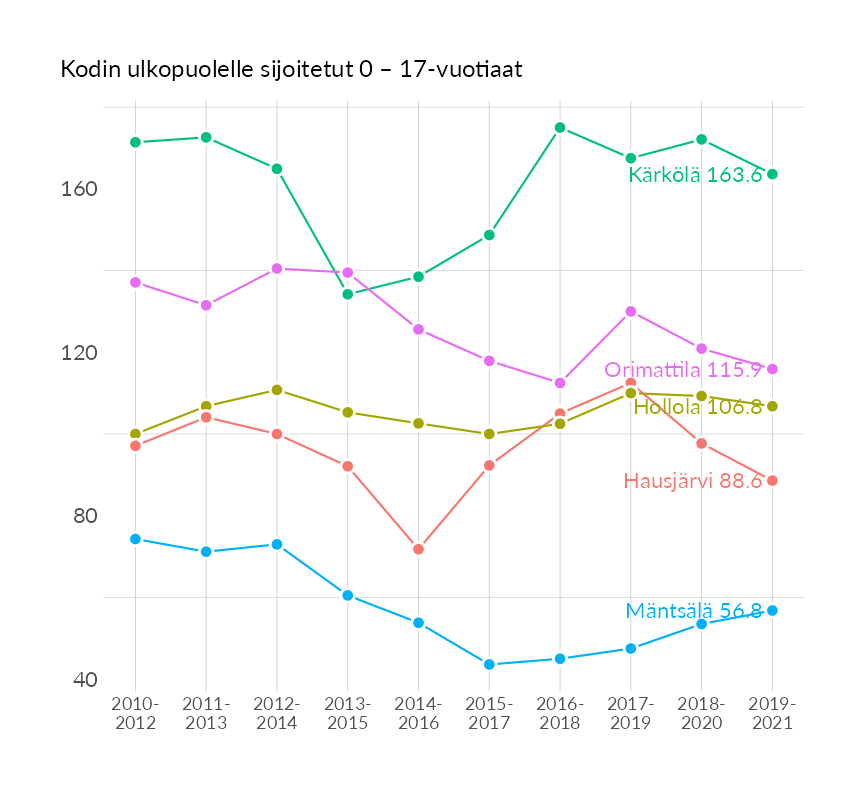 Kodin ulkopuolelle sijoitetut 0 – 17-vuotiaat
160
120
80
40
Kärkölä 163.6
Orimattila 115.9
Hollola 106.8
Hausjärvi 88.6
Mäntsälä 56.8
2010- 2011- 2012- 2013- 2014- 2015- 2016- 2017- 2018- 2019-
2012 2013 2014 2015 2016 2017 2018 2019 2020 2021